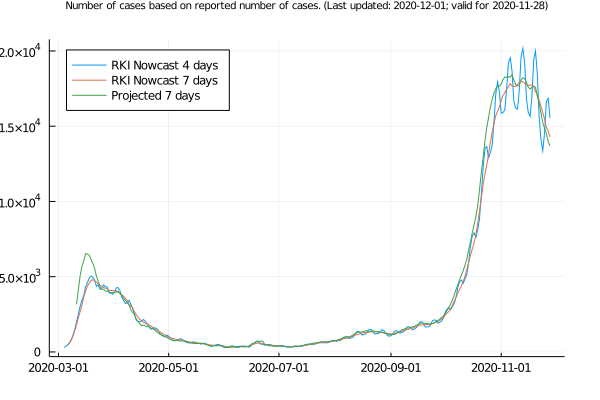 Number of cases based on reported number of cases. (Last updated: 2020-12-01; valid for 2020-11-28)
2.0×10⁴
RKI Nowcast 4 days
RKI Nowcast 7 days
Projected 7 days
1.5×10⁴
1.0×10⁴
5.0×10³
0
2020-03-01 2020-05-01 2020-07-01 2020-09-01 2020-11-01